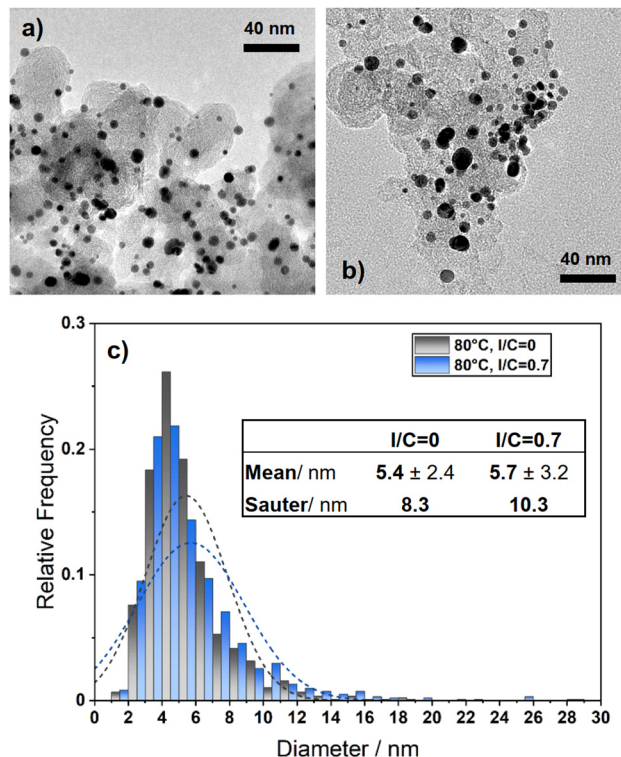 a)
40 nm
b)
40 nm
c)
80°C, I/C=0
80°C, I/C=0.7
I/C=0 I/C=0.7
Mean/ nm 5.4 ± 2.4 5.7 ± 3.2
Sauter/ nm 8.3 10.3
Relative Frequency
0.3
0.2
0.1
0
0 2 4 6 8 10 12 14 16 18 20 22 24 26 28 30
Diameter / nm